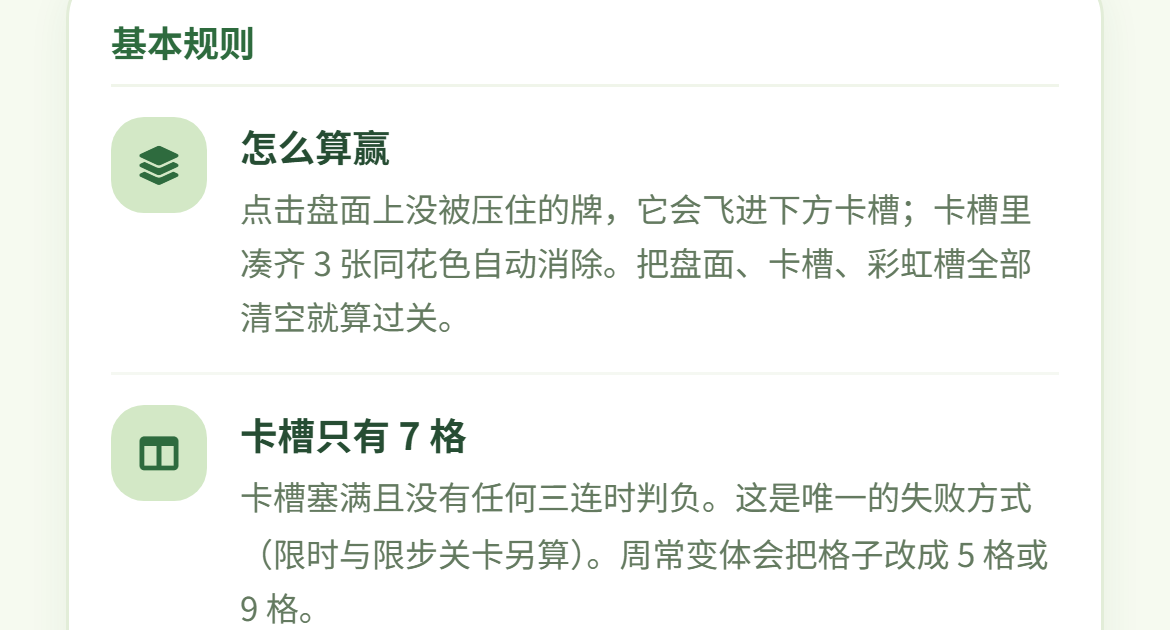 基本规则
怎么算赢
点击盘面上没被压住的牌，它会飞进下方卡槽；卡槽里
凑齐 3 张同花色自动消除。把盘面、卡槽、彩虹槽全部
清空就算过关。
卡槽只有 7 格
卡槽塞满且没有任何三连时判负。这是唯一的失败方式
（限时与限步关卡另算）。周常变体会把格子改成 5 格或
9 格。